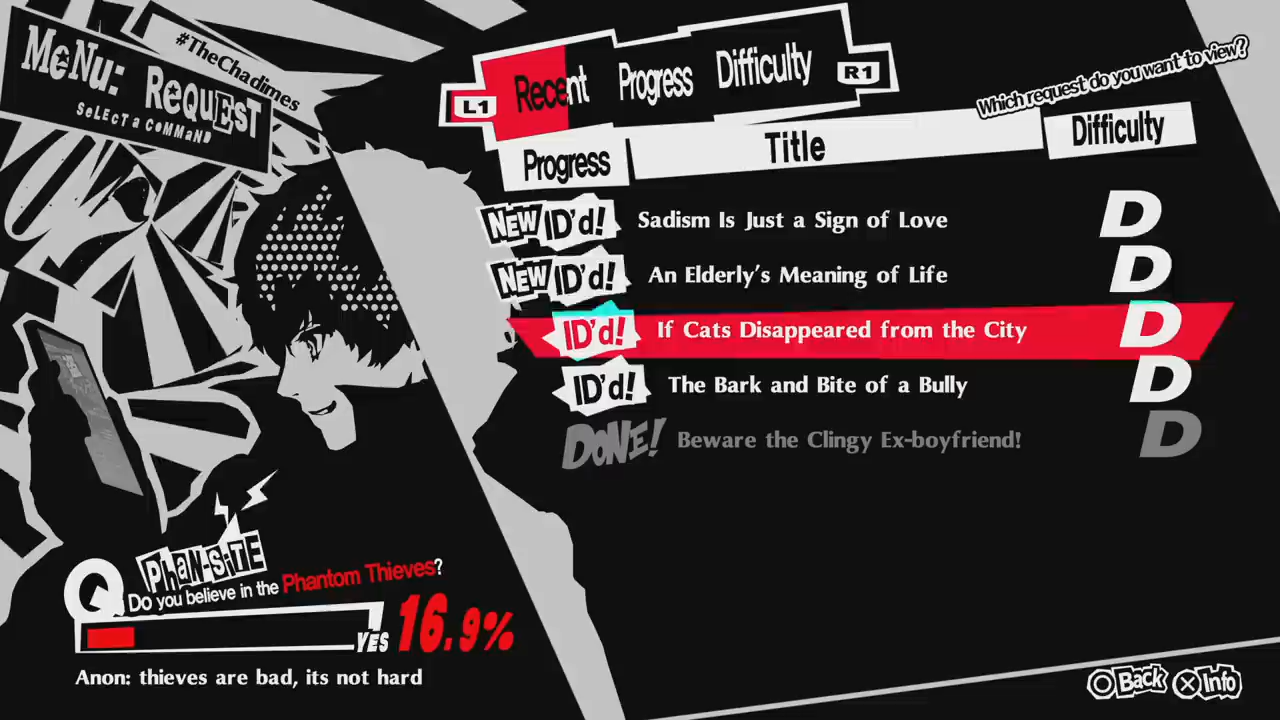 MeNu: RequEsT
SeLEcT a CoMMaND
#TheChadimes
L1 Recent Progress Difficulty R1
Which request do you want to view?
Progress Title Difficulty
NEW ID'd! Sadism Is Just a Sign of Love D
NEW ID'd! An Elderly's Meaning of Life D
ID'd! If Cats Disappeared from the City D
ID'd! The Bark and Bite of a Bully D
DoNE! Beware the Clingy Ex-boyfriend! D
PhaN-SiTE
Q Do you believe in the Phantom Thieves?
YES 16.9%
Anon: thieves are bad, its not hard
Back Info